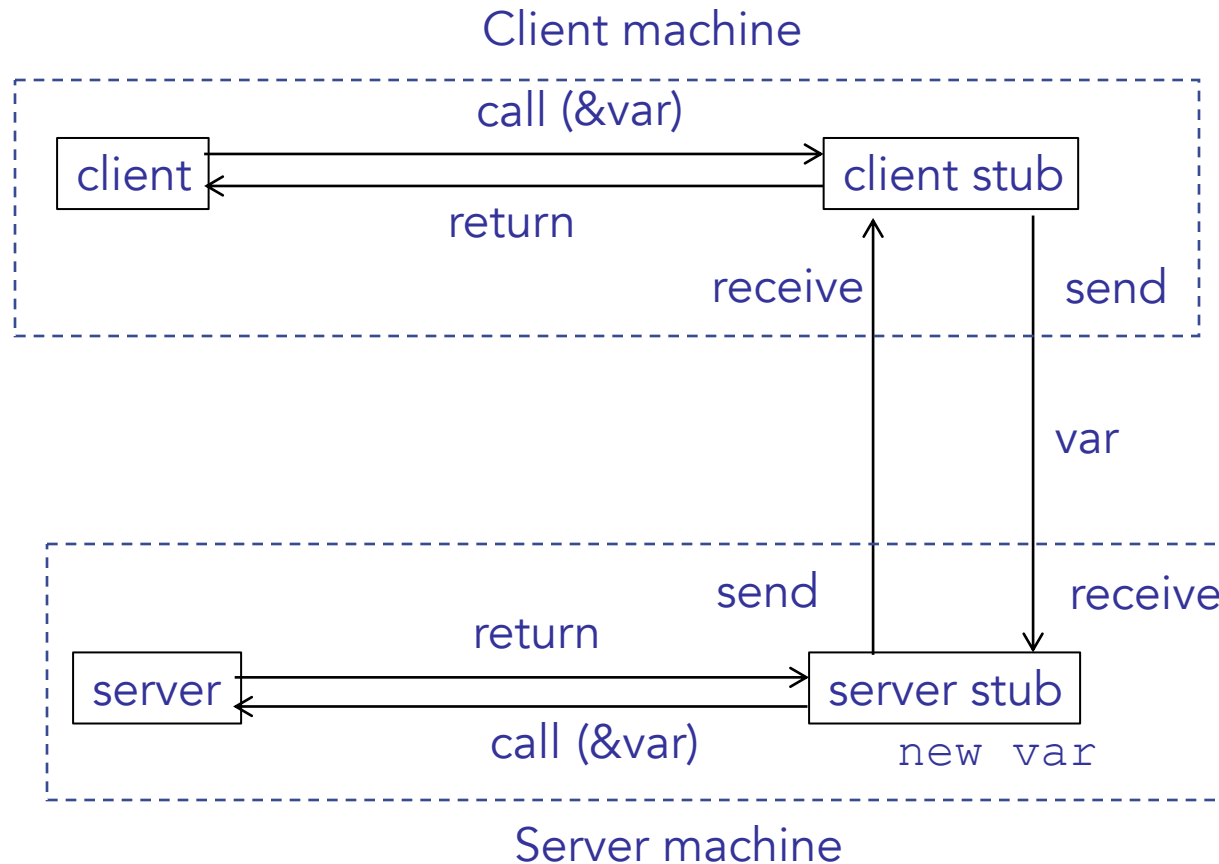 Client machine
call (&var)
client
client stub
return
receive
send
var
send
receive
return
server
server stub
call (&var)
new var
Server machine